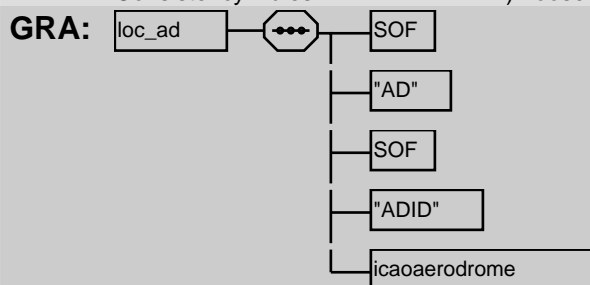 GRA: loc_ad SOF
"AD"
SOF
"ADID"
icaoaerodrome